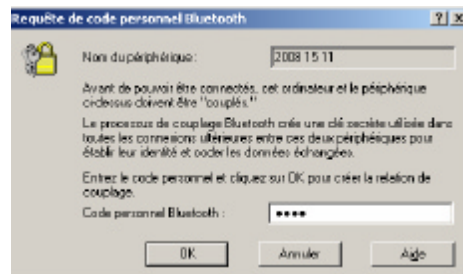 Requête de code personnel Bluetooth
Nom du périphérique :
2008 15 11
Avant de pouvoir être connectés, cet ordinateur et le périphérique
ci-dessus doivent être "couplés."
Le processus de couplage Bluetooth crée une clé secrète utilisée dans
toutes les connexions ultérieures entre ces deux périphériques pour
établir leur identité et coder les données échangées.
Entrez le code personnel et cliquez sur OK pour créer la relation de
couplage.
Code personnel Bluetooth :
••••
OK
Annuler
Aide